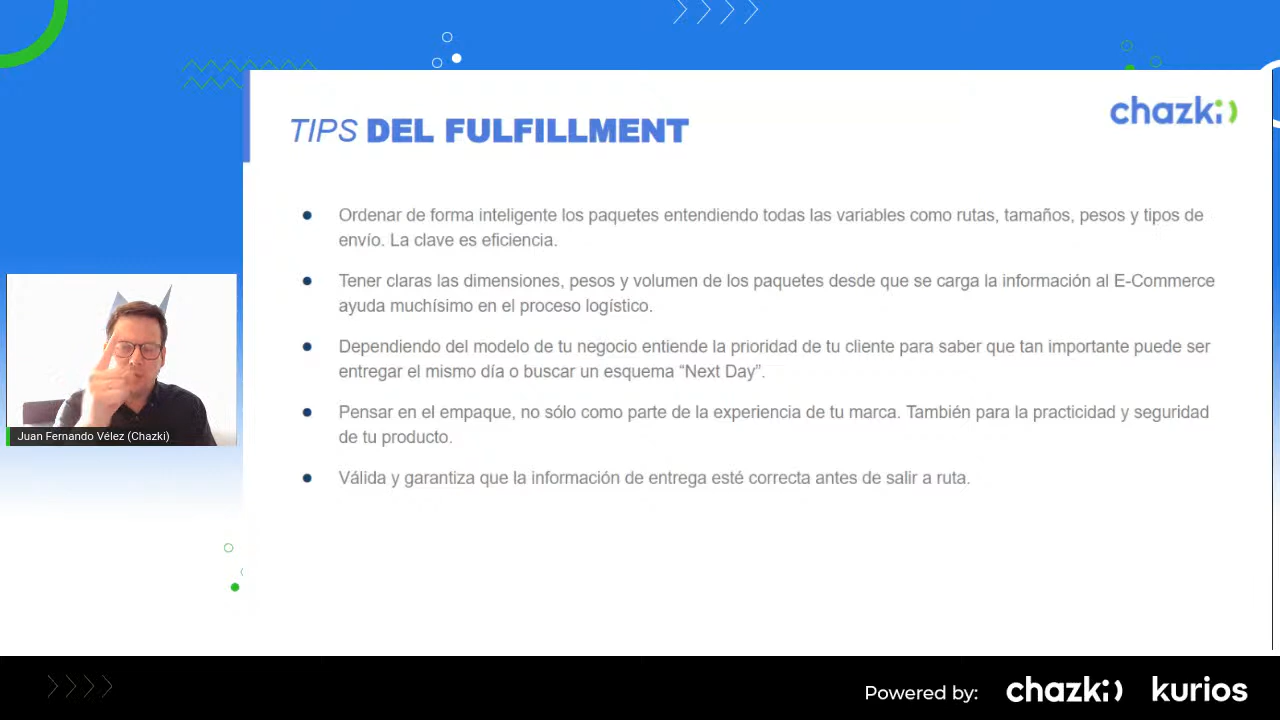 TIPS DEL FULFILLMENT
chazki
Ordenar de forma inteligente los paquetes entendiendo todas las variables como rutas, tamaños, pesos y tipos de
envío. La clave es eficiencia.
Tener claras las dimensiones, pesos y volumen de los paquetes desde que se carga la información al E-Commerce
ayuda muchísimo en el proceso logístico.
Dependiendo del modelo de tu negocio entiende la prioridad de tu cliente para saber que tan importante puede ser
entregar el mismo día o buscar un esquema “Next Day”.
Pensar en el empaque, no sólo como parte de la experiencia de tu marca. También para la practicidad y seguridad
de tu producto.
Válida y garantiza que la información de entrega esté correcta antes de salir a ruta.
Juan Fernando Vélez (Chazki)
Powered by: chazki kurios